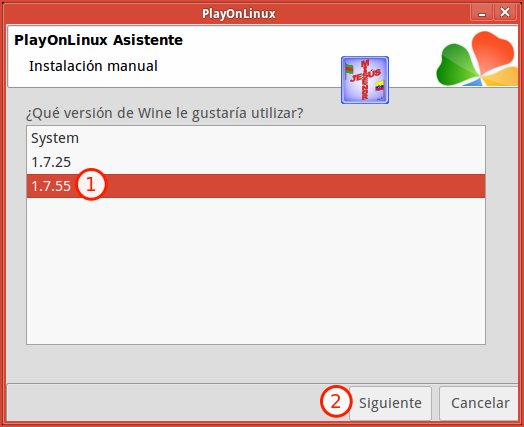 PlayOnLinux
PlayOnLinux Asistente
Instalación manual
JESÚS
¿Qué versión de Wine le gustaría utilizar?
System
1.7.25
1.7.55
1
2
Siguiente
Cancelar